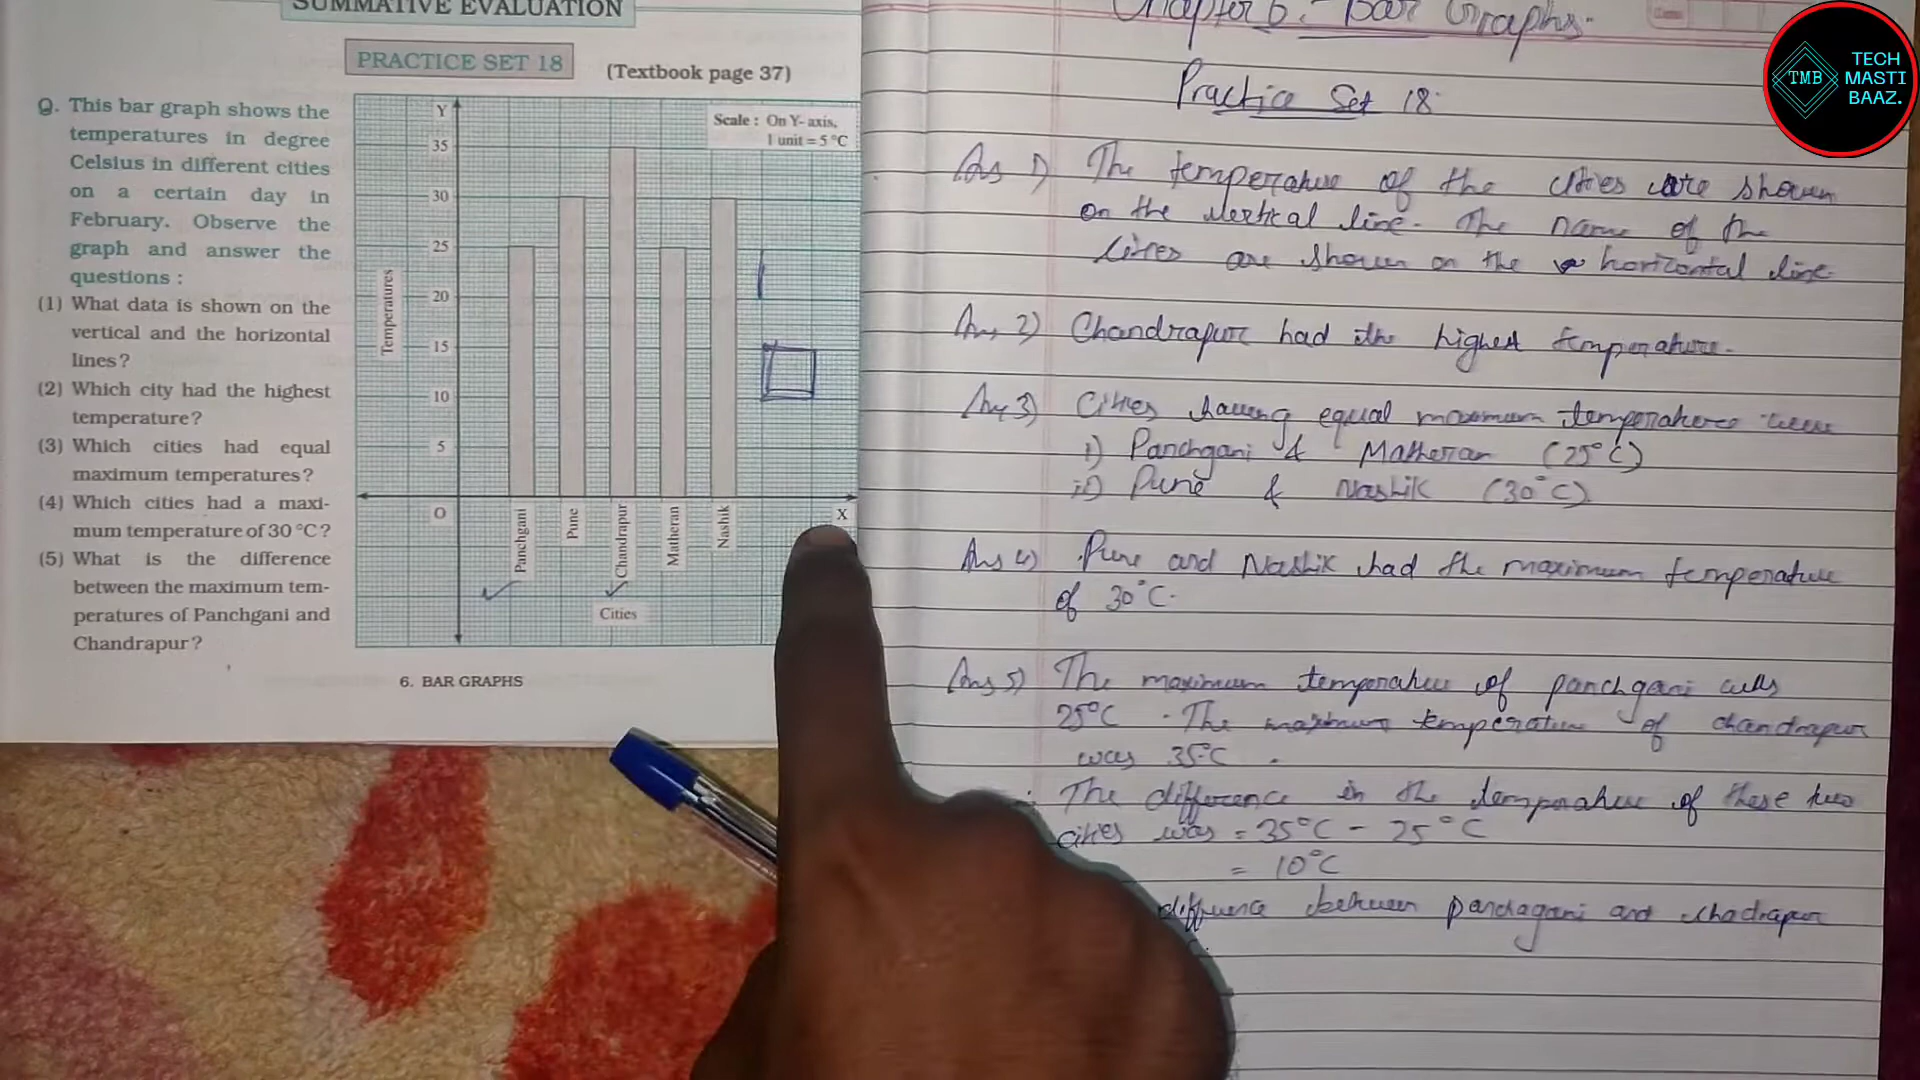 SUMMATIVE EVALUATION
PRACTICE SET 18
(Textbook page 37)
Q. This bar graph shows the
temperatures in degree
Celsius in different cities
on a certain day in
February. Observe the
graph and answer the
questions :
(1) What data is shown on the
vertical and the horizontal
lines?
(2) Which city had the highest
temperature?
(3) Which cities had equal
maximum temperatures?
(4) Which cities had a maxi-
mum temperature of 30 °C?
(5) What is the difference
between the maximum tem-
peratures of Panchgani and
Chandrapur?
Y
Scale : On Y- axis,
1 unit = 5 °C
35
30
25
20
15
10
5
O
X
Temperatures
Panchgani
Pune
Chandrapur
Matheran
Nashik
Cities
6. BAR GRAPHS
Chapter 6. Bar Graphs.
Practice Set 18.
Ans 1) The temperature of the cities are shown
on the vertical line. The name of the
cities are shown on the horizontal line
Ans 2) Chandrapur had the highest temperature.
Ans 3) Cities having equal maximum temperatures were
i) Panchgani & Matheran (25°C)
ii) Pune & Nashik (30°C)
Ans 4) Pune and Nashik had the maximum temperature
of 30°C.
Ans 5) The maximum temperature of panchgani was
25°C . The maximum temperature of chandrapur
was 35°C .
The difference in the temperature of these two
cities was = 35°C - 25°C
= 10°C
difference between pandagani and chadrapur
TMB
TECH
MASTI
BAAZ.